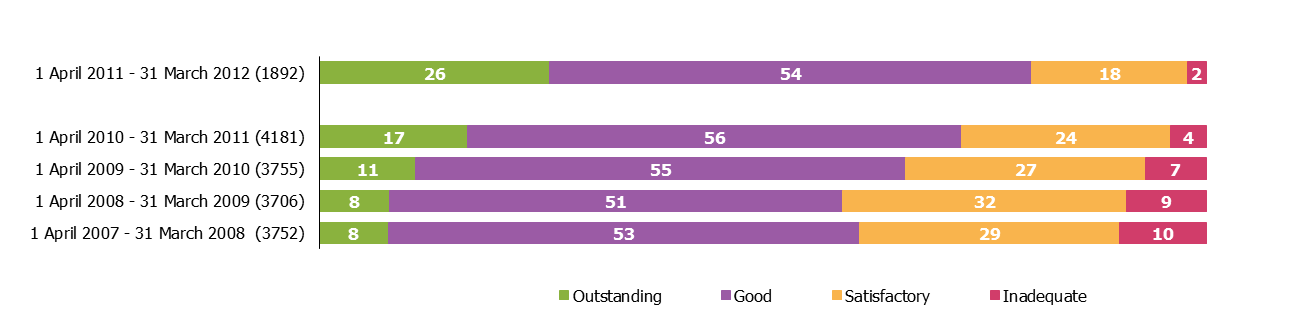 1 April 2011 - 31 March 2012 (1892) 26 54 18 2
1 April 2010 - 31 March 2011 (4181) 17 56 24 4
1 April 2009 - 31 March 2010 (3755) 11 55 27 7
1 April 2008 - 31 March 2009 (3706) 8 51 32 9
1 April 2007 - 31 March 2008  (3752) 8 53 29 10
Outstanding Good Satisfactory Inadequate